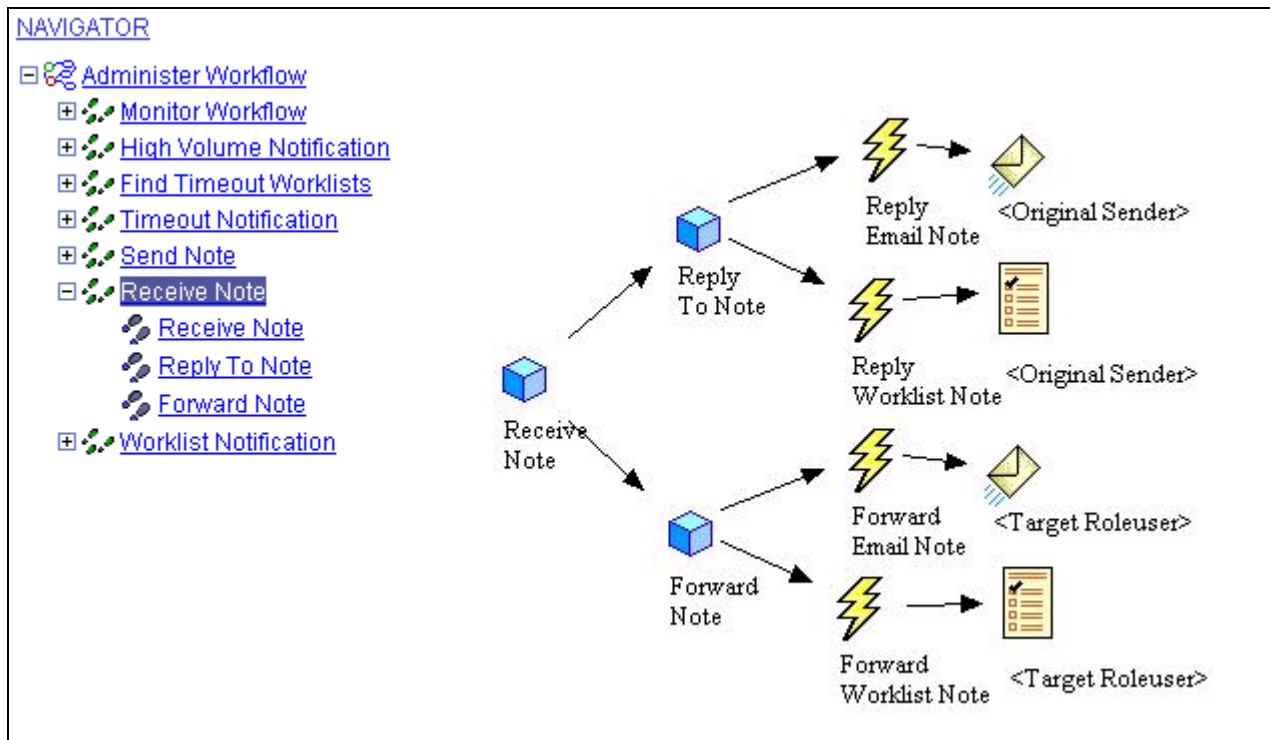 NAVIGATOR
Administer Workflow
Monitor Workflow
High Volume Notification
Find Timeout Worklists
Timeout Notification
Send Note
Receive Note
Receive Note
Reply To Note
Forward Note
Worklist Notification
Receive
Note
Reply
To Note
Reply
Email Note
<Original Sender>
Reply
Worklist Note
<Original Sender>
Forward
Note
Forward
Email Note
<Target Roleuser>
Forward
Worklist Note
<Target Roleuser>